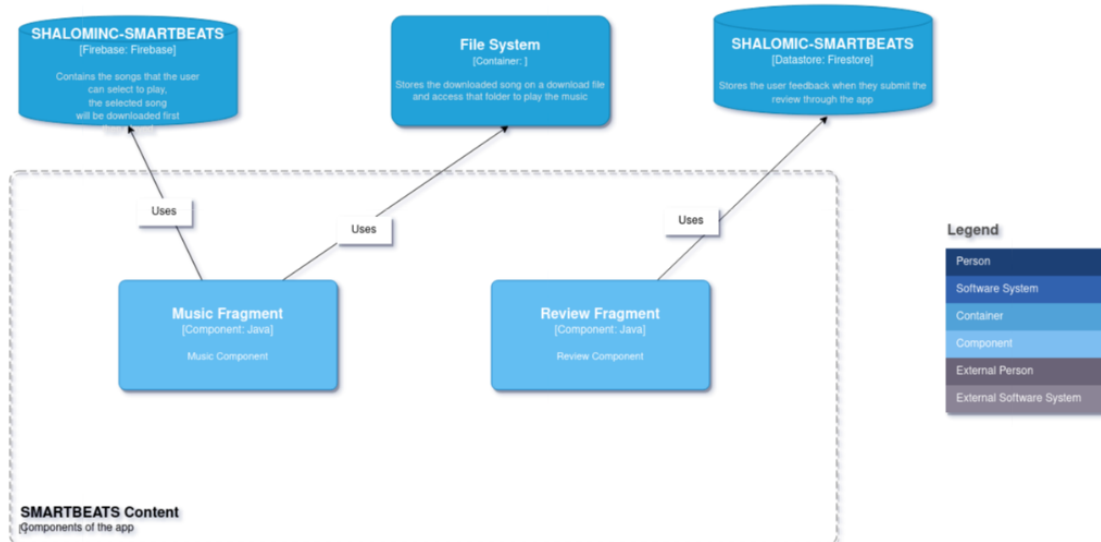 SHALOMINC-SMARTBEATS
[Firebase: Firebase]
Contains the songs that the user
can select to play,
the selected song
will be downloaded first
File System
[Container: ]
Stores the downloaded song on a download file
and access that folder to play the music
SHALOMIC-SMARTBEATS
[Datastore: Firestore]
Stores the user feedback when they submit the
review through the app
Uses
Uses
Uses
Music Fragment
[Component: Java]
Music Component
Review Fragment
[Component: Java]
Review Component
Legend
Person
Software System
Container
Component
External Person
External Software System
SMARTBEATS Content
Components of the app